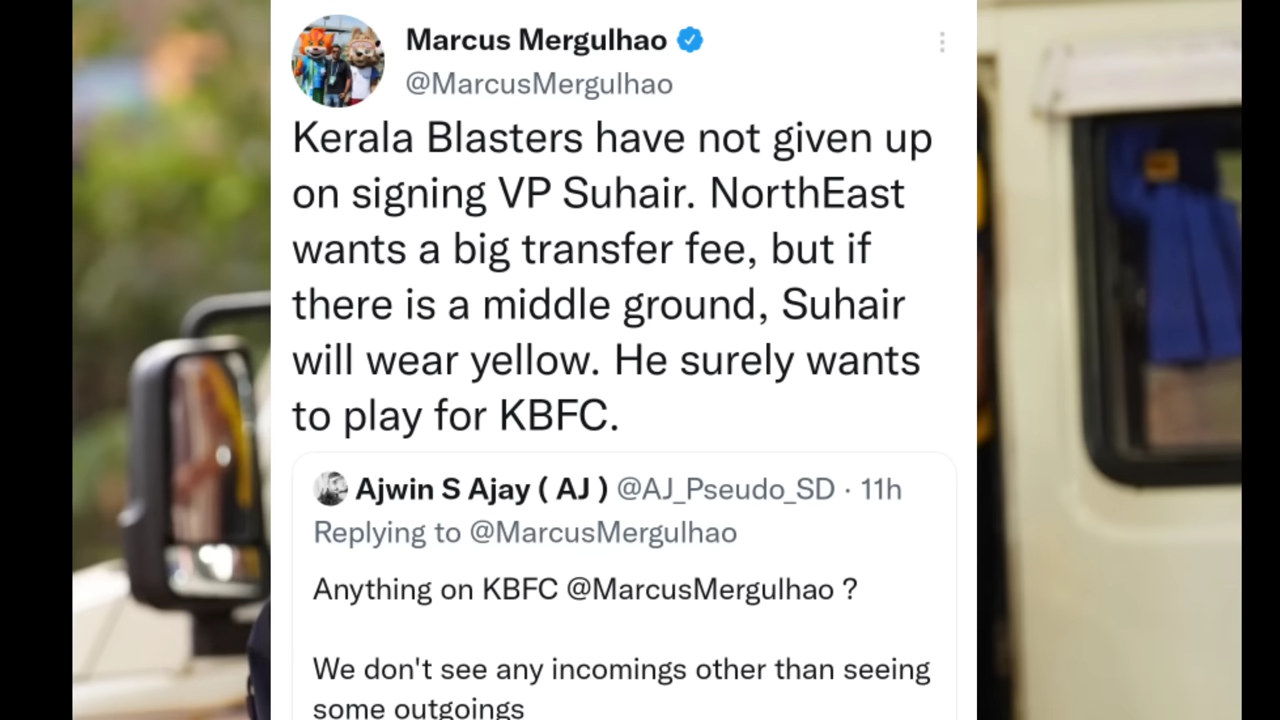 Marcus Mergulhao
@MarcusMergulhao
Kerala Blasters have not given up
on signing VP Suhair. NorthEast
wants a big transfer fee, but if
there is a middle ground, Suhair
will wear yellow. He surely wants
to play for KBFC.
Ajwin S Ajay ( AJ ) @AJ_Pseudo_SD · 11h
Replying to @MarcusMergulhao
Anything on KBFC @MarcusMergulhao ?
We don't see any incomings other than seeing
some outgoings